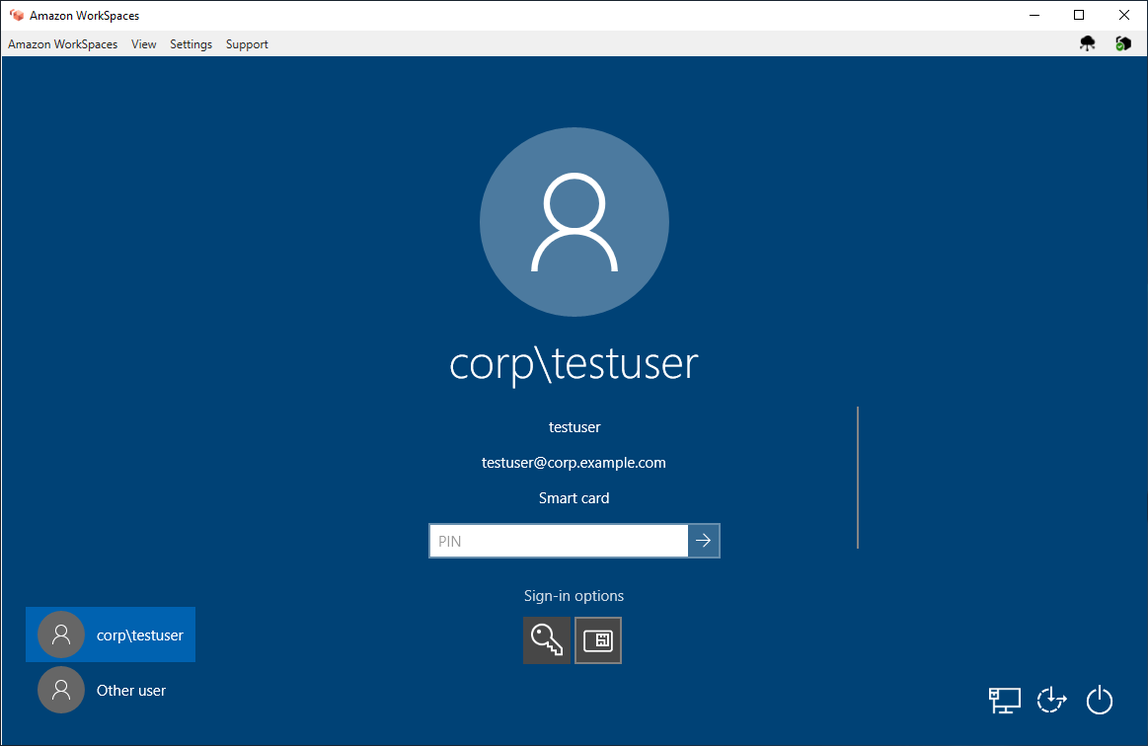 Amazon WorkSpaces
Amazon WorkSpaces View Settings Support
corp\testuser
testuser
testuser@corp.example.com
Smart card
PIN
Sign-in options
corp\testuser
Other user